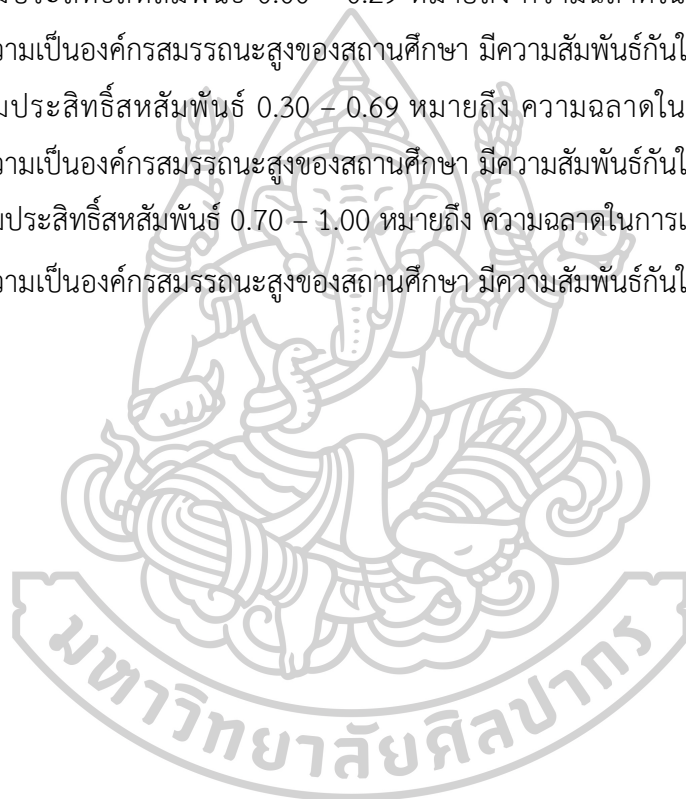 ประสิทธิ์สหสัมพันธ์ 0.00 – 0.29 หมายถึง
ความเป็นองค์กรสมรรถนะสูงของสถานศึกษา มีความสัมพันธ์กันใ
มประสิทธิ์สหสัมพันธ์ 0.30 – 0.69 หมายถึง ความฉลาดใน
ความเป็นองค์กรสมรรถนะสูงของสถานศึกษา มีความสัมพันธ์กันใ
มประสิทธิ์สหสัมพันธ์ 0.70 – 1.00 หมายถึง ความฉลาดในการเ
ความเป็นองค์กรสมรรถนะสูงของสถานศึกษา มีความสัมพันธ์กันใ
มหาวิทยาลัยศิลปากร